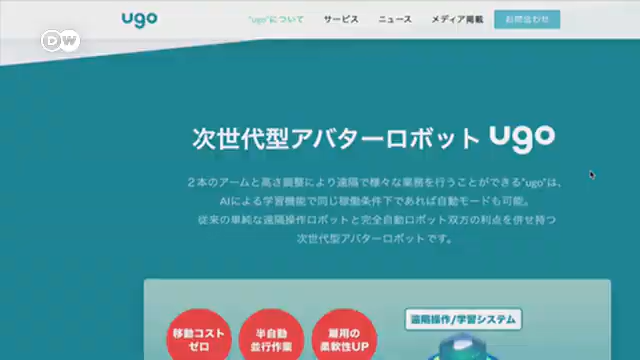 ugo
"ugo"について
サービス
ニュース
メディア掲載
お問合わせ
DW
次世代型アバターロボット ugo
２本のアームと高さ調整により遠隔で様々な業務を行うことができる"ugo"は、
AIによる学習機能で同じ稼働条件下であれば自動モードも可能。
従来の単純な遠隔操作ロボットと完全自動ロボット双方の利点を併せ持つ
次世代型アバターロボットです。
移動コスト
ゼロ
半自動
並行作業
雇用の
柔軟性UP
遠隔操作/学習システム